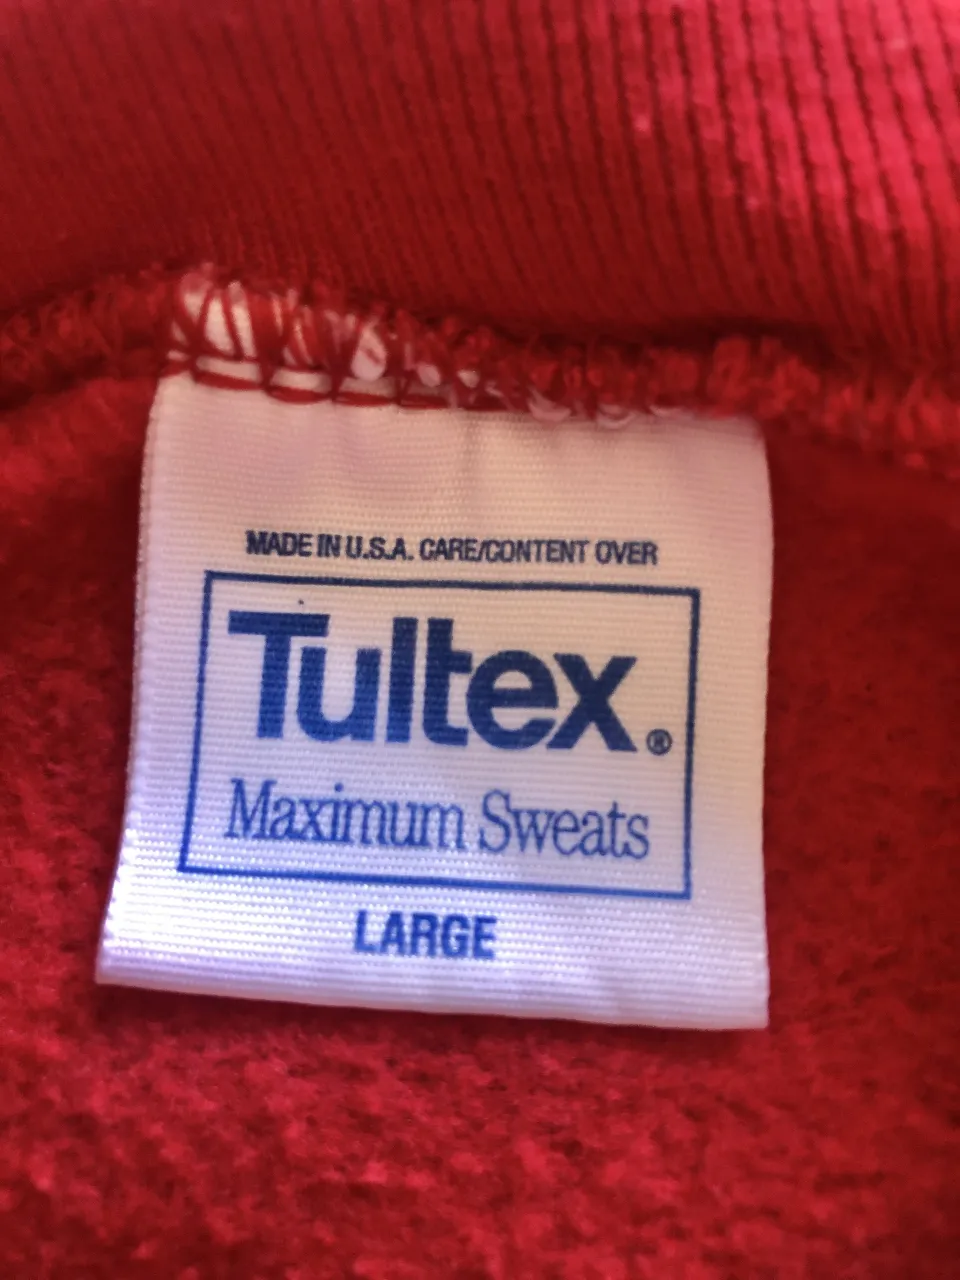 MADE IN U.S.A. CARE/CONTENT OVER
Tultex®
Maximum Sweats
LARGE